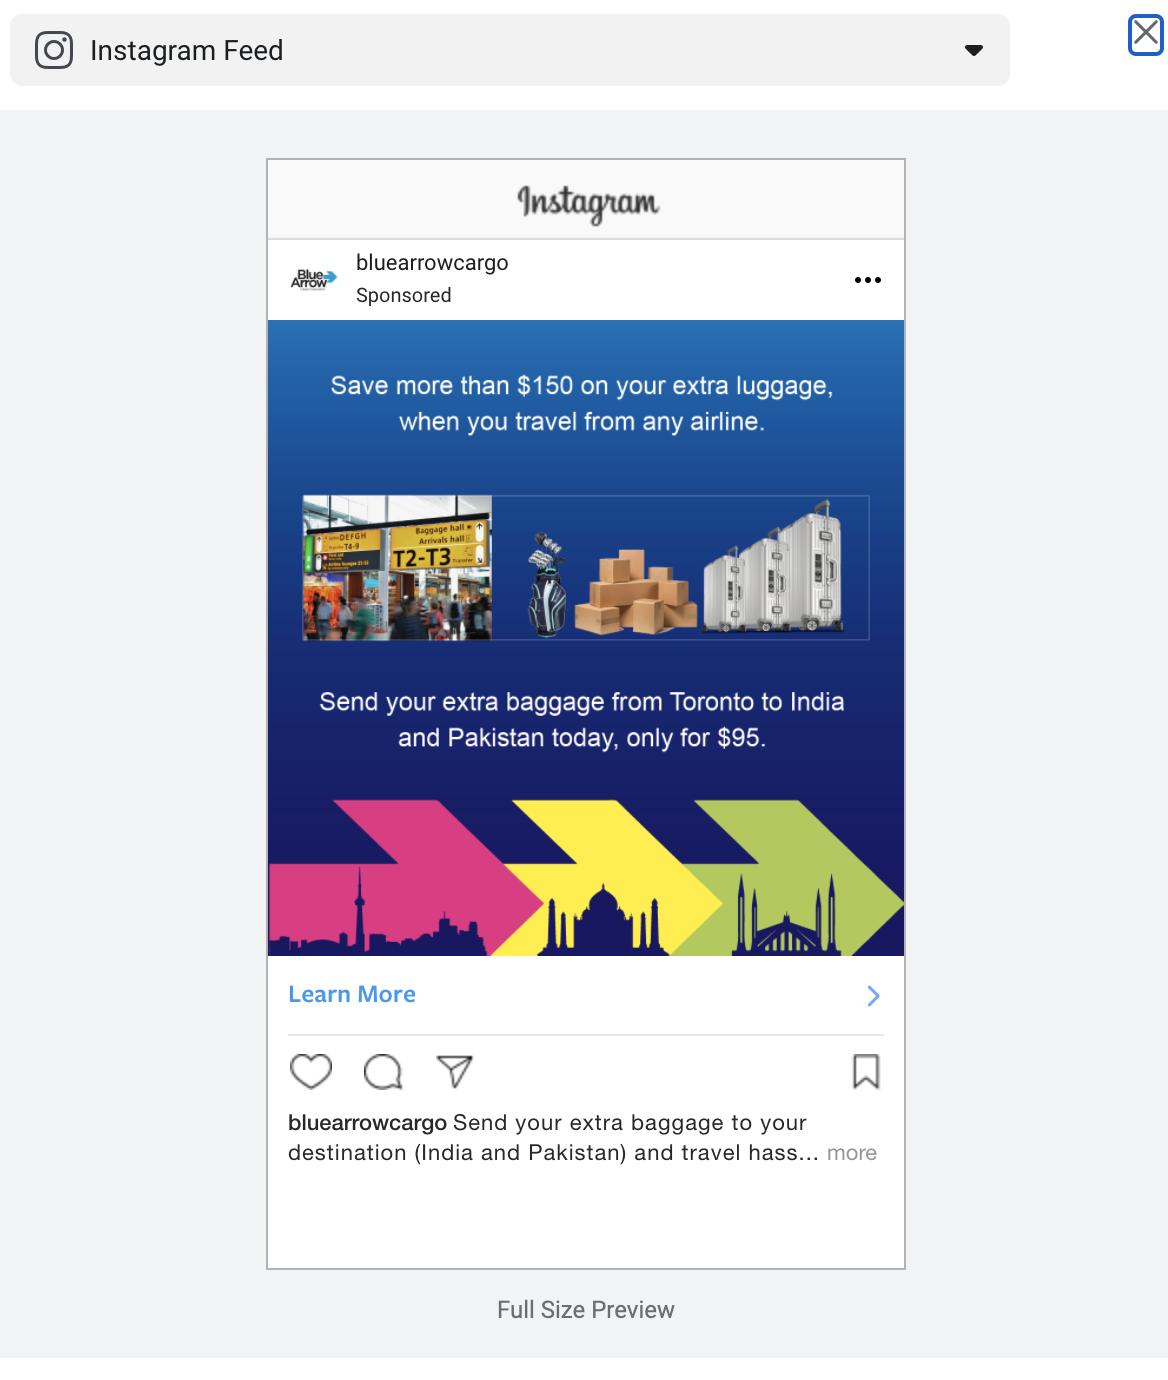 Instagram Feed
Instagram
Blue
Arrow
bluearrowcargo
Sponsored
Save more than $150 on your extra luggage,
when you travel from any airline.
DEFGH
T4-9
Baggage hall
Arrivals hall
T2-T3
Transfer
Send your extra baggage from Toronto to India
and Pakistan today, only for $95.
Learn More
bluearrowcargo Send your extra baggage to your
destination (India and Pakistan) and travel hass... more
Full Size Preview